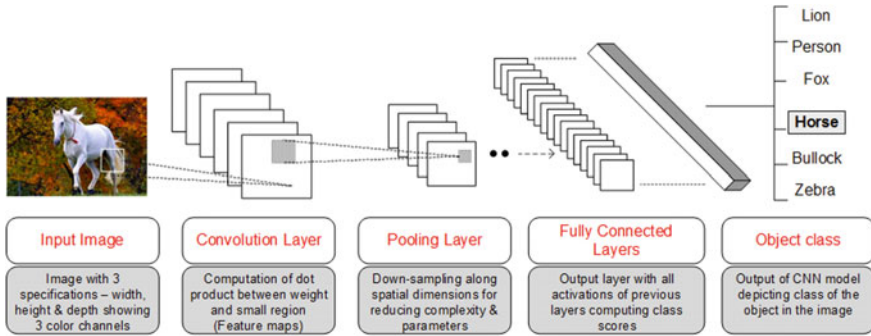 Lion
Person
Fox
Horse
Bullock
Zebra
Input Image
Image with 3
specifications – width,
height & depth showing
3 color channels
Convolution Layer
Computation of dot
product between weight
and small region
(Feature maps)
Pooling Layer
Down-sampling along
spatial dimensions for
reducing complexity &
parameters
Fully Connected
Layers
Output layer with all
activations of previous
layers computing class
scores
Object class
Output of CNN model
depicting class of the
object in the image